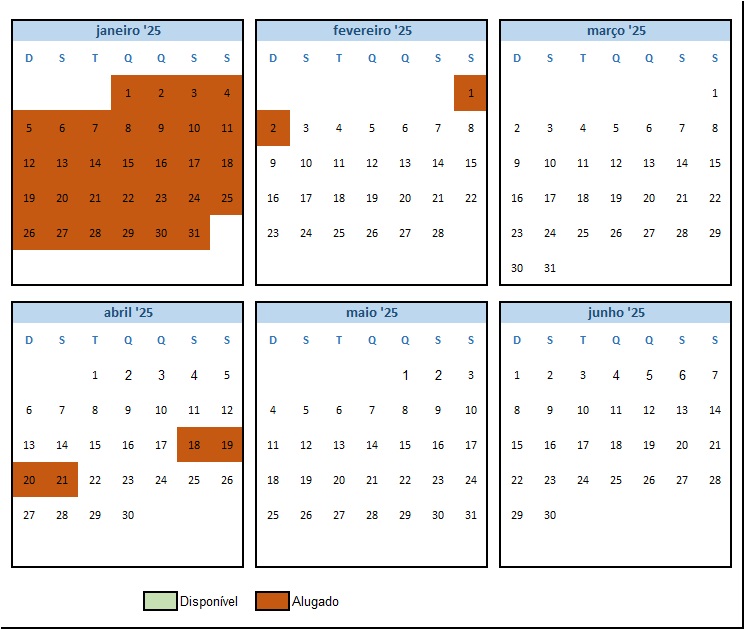 janeiro '25
D S T Q Q S S
1 2 3 4
5 6 7 8 9 10 11
12 13 14 15 16 17 18
19 20 21 22 23 24 25
26 27 28 29 30 31
fevereiro '25
D S T Q Q S S
1
2 3 4 5 6 7 8
9 10 11 12 13 14 15
16 17 18 19 20 21 22
23 24 25 26 27 28
março '25
D S T Q Q S S
1
2 3 4 5 6 7 8
9 10 11 12 13 14 15
16 17 18 19 20 21 22
23 24 25 26 27 28 29
30 31
abril '25
D S T Q Q S S
1 2 3 4 5
6 7 8 9 10 11 12
13 14 15 16 17 18 19
20 21 22 23 24 25 26
27 28 29 30
maio '25
D S T Q Q S S
1 2 3
4 5 6 7 8 9 10
11 12 13 14 15 16 17
18 19 20 21 22 23 24
25 26 27 28 29 30 31
junho '25
D S T Q Q S S
1 2 3 4 5 6 7
8 9 10 11 12 13 14
15 16 17 18 19 20 21
22 23 24 25 26 27 28
29 30
Disponível
Alugado